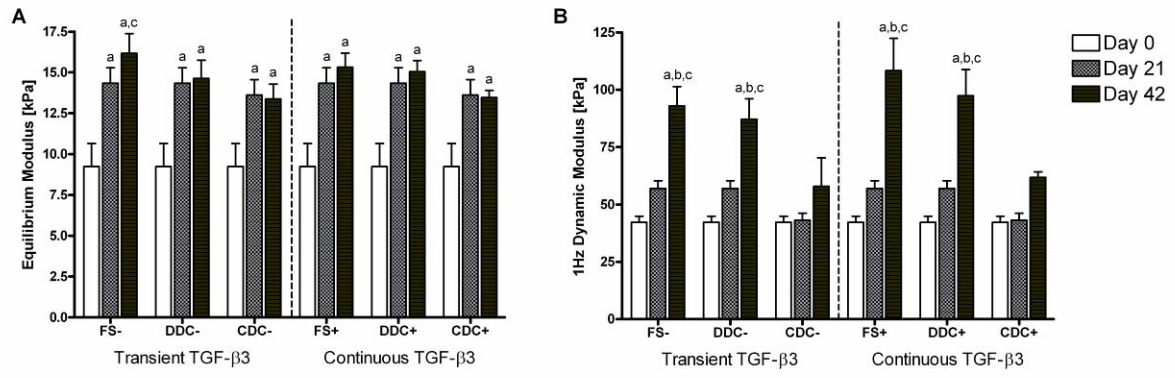 A
Equilibrium Modulus [kPa]
17.5
15.0
12.5
10.0
7.5
5.0
2.5
0.0
a a,c a a a a a a a a a a
FS- DDC- CDC- FS+ DDC+ CDC+
Transient TGF-β3 Continuous TGF-β3
B
1Hz Dynamic Modulus [kPa]
125
100
75
50
25
0
a,b,c a,b,c a,b,c a,b,c
FS- DDC- CDC- FS+ DDC+ CDC+
Transient TGF-β3 Continuous TGF-β3
Day 0
Day 21
Day 42